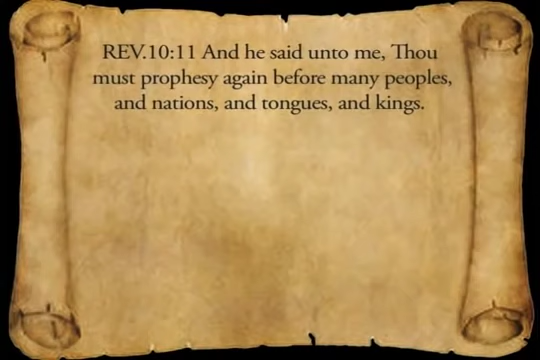 REV.10:11 And he said unto me, Thou
must prophesy again before many peoples,
and nations, and tongues, and kings.